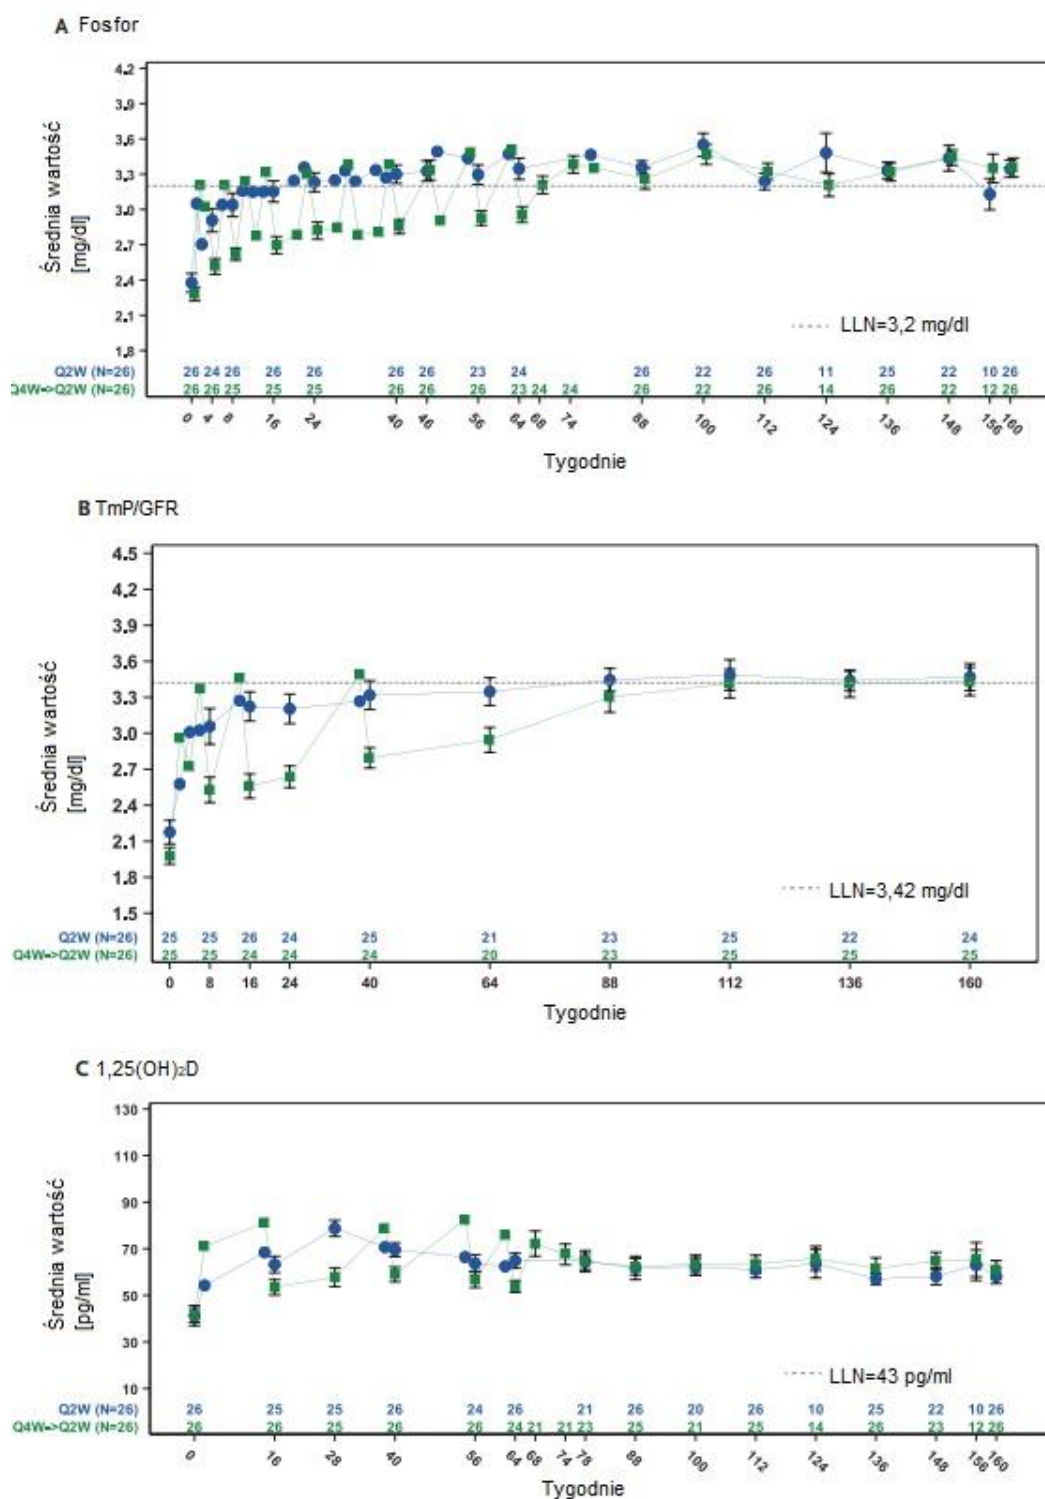 A Fosfor
4.2
3.9
3.6
3.3
3.0
2.7
2.4
2.1
1.8
Średnia wartość
[mg/dl]
LLN=3,2 mg/dl
Q2W (N=26) 26 24 26 26 26 26 26 23 24 26 22 26 11 25 22 10 26
Q4W->Q2W (N=26) 26 26 25 25 25 26 26 26 23 24 24 26 22 26 14 26 22 12 26
0 4 8 16 24 40 46 56 64 68 74 88 100 112 124 136 148 156 160
Tygodnie
B TmP/GFR
4.5
4.2
3.9
3.6
3.3
3.0
2.7
2.4
2.1
1.8
1.5
Średnia wartość
[mg/dl]
LLN=3,42 mg/dl
Q2W (N=26) 25 25 26 24 25 21 23 25 22 24
Q4W->Q2W (N=26) 25 25 24 24 24 20 23 25 25 25
0 8 16 24 40 64 88 112 136 160
Tygodnie
C 1,25(OH)₂D
130
110
90
70
50
30
10
Średnia wartość
[pg/ml]
LLN=43 pg/ml
Q2W (N=26) 26 25 25 26 24 26 21 26 20 26 10 25 22 10 26
Q4W->Q2W (N=26) 26 26 25 26 26 24 21 21 23 25 21 25 14 26 23 12 26
0 16 28 40 56 64 68 74 78 88 100 112 124 136 148 156 160
Tygodnie